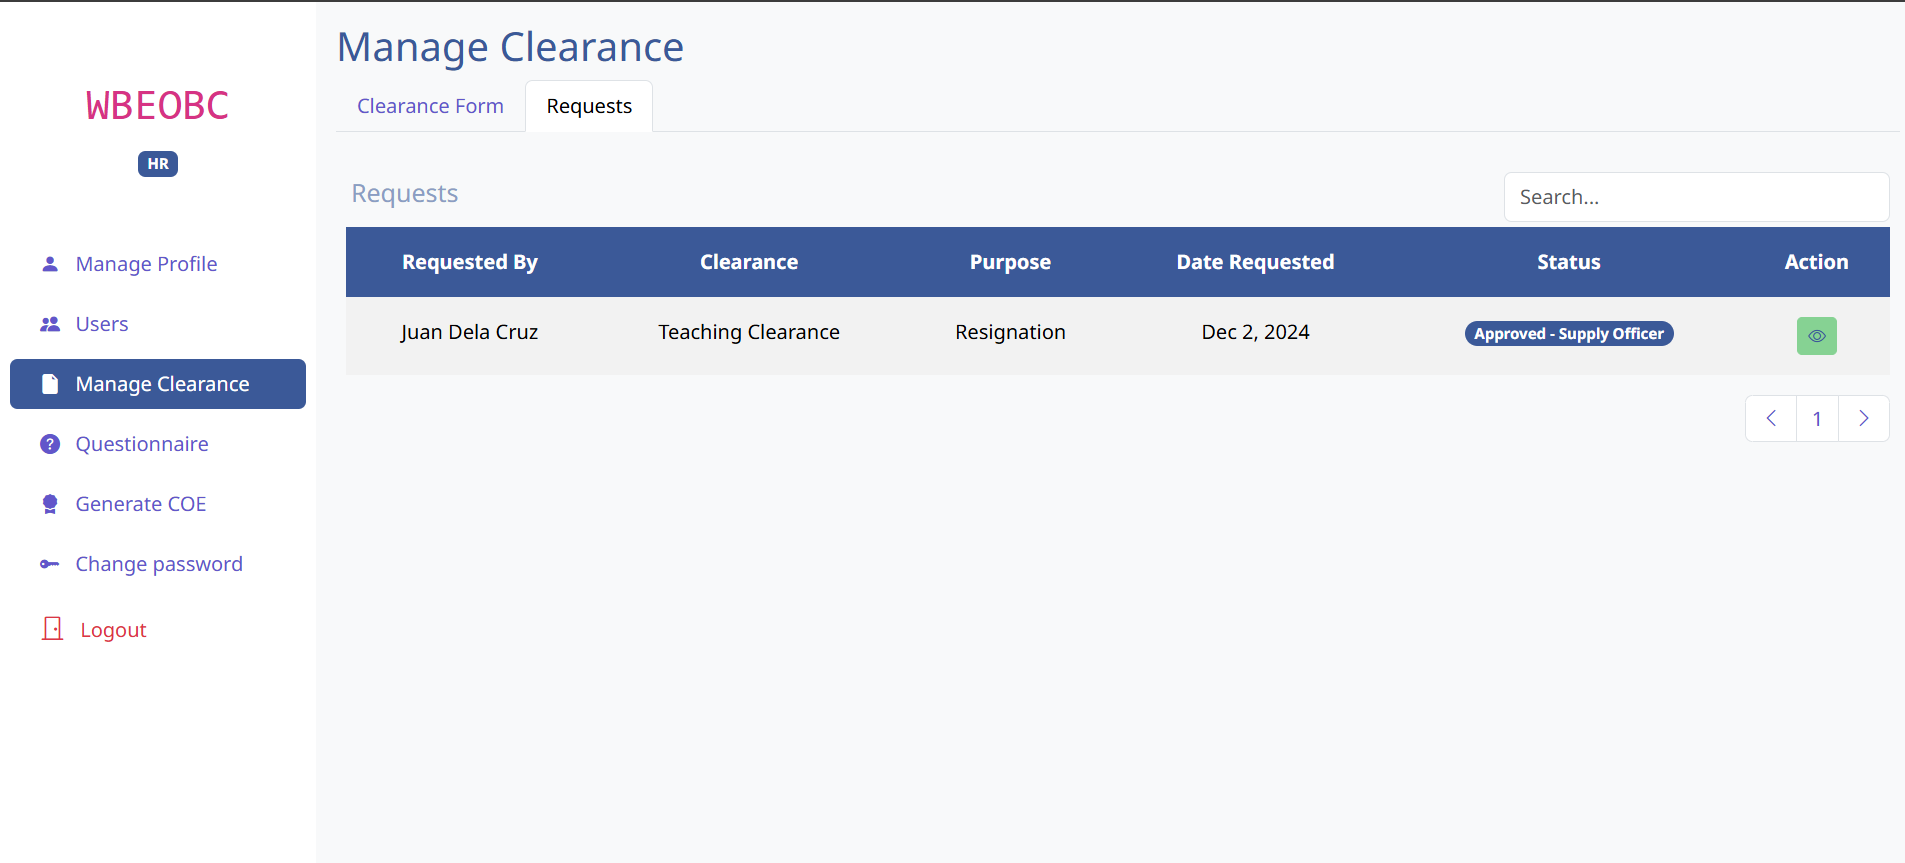 WBEOBC
HR
Manage Profile
Users
Manage Clearance
Questionnaire
Generate COE
Change password
Logout
Manage Clearance
Clearance Form
Requests
Requests
Search...
Requested By Clearance Purpose Date Requested Status Action
Juan Dela Cruz Teaching Clearance Resignation Dec 2, 2024 Approved - Supply Officer
1